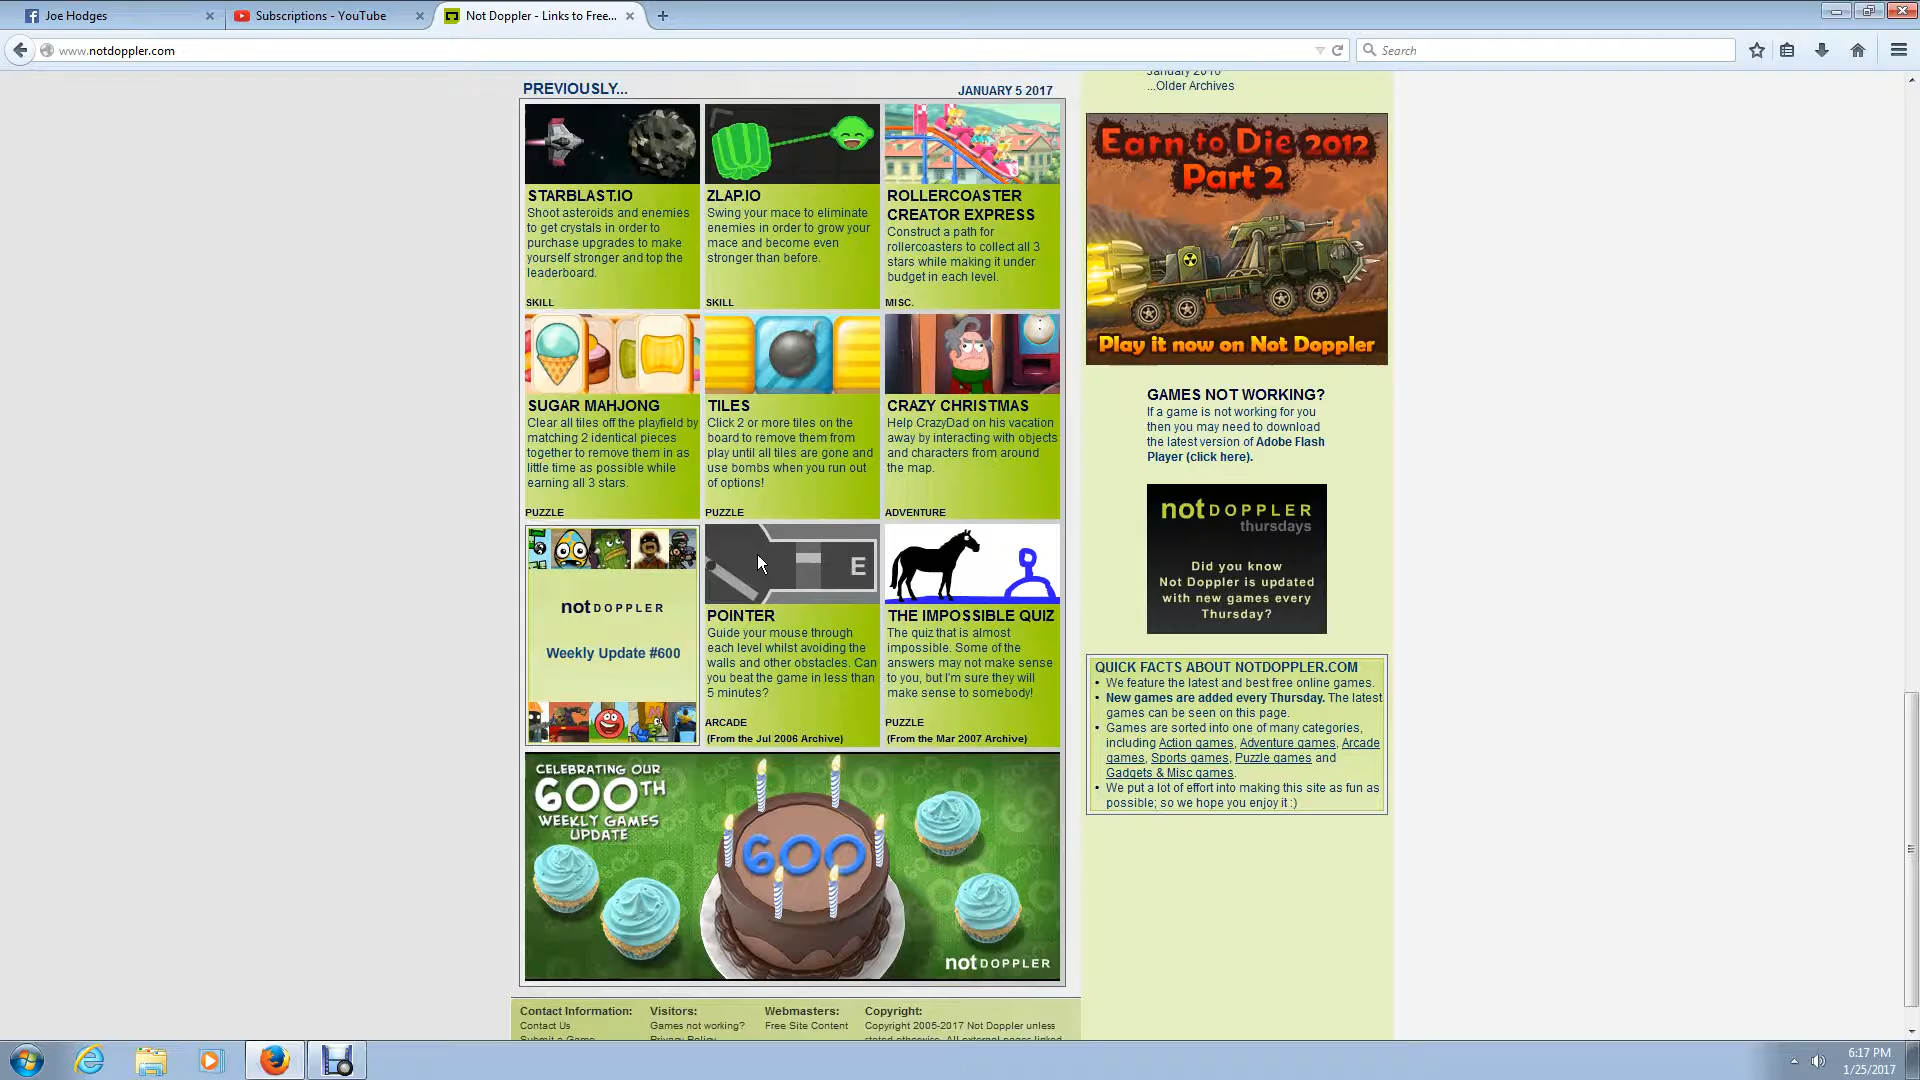 Joe Hodges
Subscriptions - YouTube
Not Doppler - Links to Free...
www.notdoppler.com
Search
PREVIOUSLY...
JANUARY 5 2017
STARBLAST.IO
Shoot asteroids and enemies
to get crystals in order to
purchase upgrades to make
yourself stronger and top the
leaderboard.
SKILL
ZLAP.IO
Swing your mace to eliminate
enemies in order to grow your
mace and become even
stronger than before.
SKILL
ROLLERCOASTER
CREATOR EXPRESS
Construct a path for
rollercoasters to collect all 3
stars while making it under
budget in each level.
MISC.
SUGAR MAHJONG
Clear all tiles off the playfield by
matching 2 identical pieces
together to remove them in as
little time as possible while
earning all 3 stars.
PUZZLE
TILES
Click 2 or more tiles on the
board to remove them from
play until all tiles are gone and
use bombs when you run out
of options!
PUZZLE
CRAZY CHRISTMAS
Help CrazyDad on his vacation
away by interacting with objects
and characters from around
the map.
ADVENTURE
notDOPPLER
Weekly Update #600
E
POINTER
Guide your mouse through
each level whilst avoiding the
walls and other obstacles. Can
you beat the game in less than
5 minutes?
ARCADE
(From the Jul 2006 Archive)
THE IMPOSSIBLE QUIZ
The quiz that is almost
impossible. Some of the
answers may not make sense
to you, but I'm sure they will
make sense to somebody!
PUZZLE
(From the Mar 2007 Archive)
CELEBRATING OUR
600TH
WEEKLY GAMES
UPDATE
600
notDOPPLER
Contact Information:
Contact Us
Submit a Game
Visitors:
Games not working?
Privacy Policy
Webmasters:
Free Site Content
Copyright:
Copyright 2005-2017 Not Doppler unless
stated otherwise. All external pages linked
January 2016
...Older Archives
Earn to Die 2012
Part 2
Play it now on Not Doppler
GAMES NOT WORKING?
If a game is not working for you
then you may need to download
the latest version of Adobe Flash
Player (click here).
notDOPPLER
thursdays
Did you know
Not Doppler is updated
with new games every
Thursday?
QUICK FACTS ABOUT NOTDOPPLER.COM
• We feature the latest and best free online games.
• New games are added every Thursday. The latest
games can be seen on this page.
• Games are sorted into one of many categories,
including Action games, Adventure games, Arcade
games, Sports games, Puzzle games and
Gadgets & Misc games.
• We put a lot of effort into making this site as fun as
possible; so we hope you enjoy it :)
6:17 PM
1/25/2017